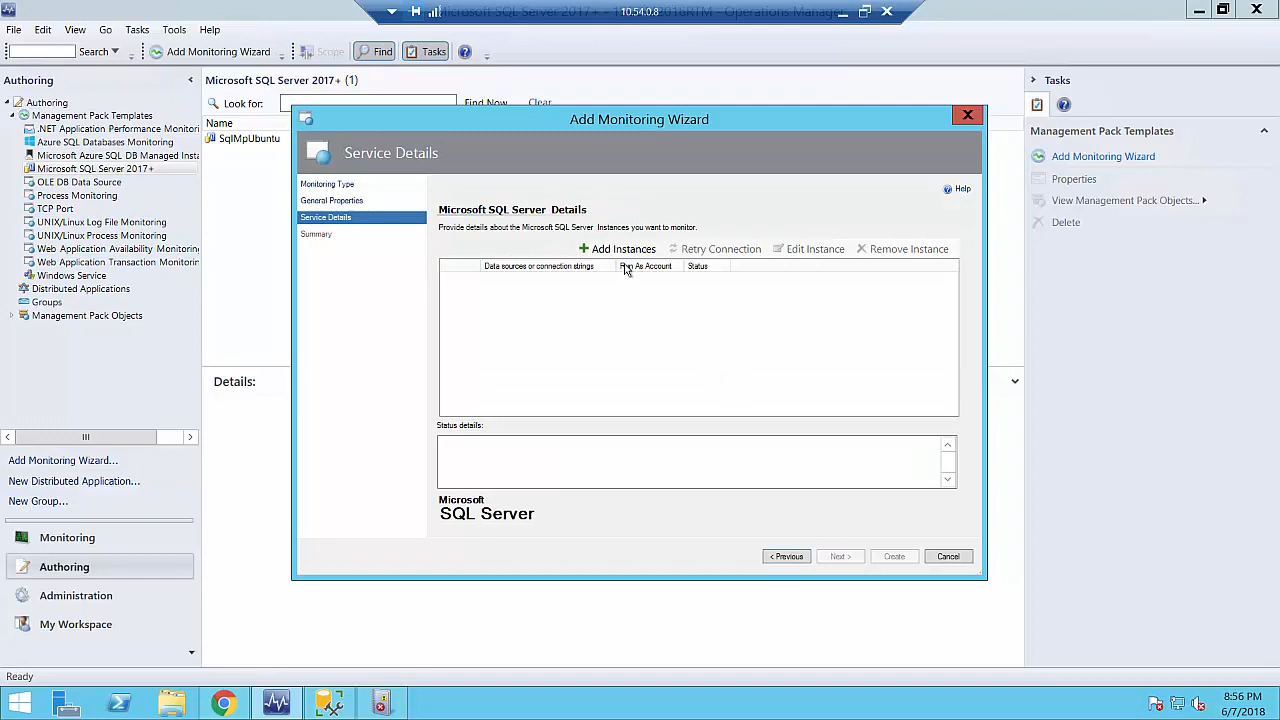 Microsoft SQL Server 2017+ - 
10.54.0.8
2016RTM - Operations Manager
File Edit View Go Tasks Tools Help
Search Add Monitoring Wizard Scope Find Tasks
Authoring
Authoring
Management Pack Templates
.NET Application Performance Monitor
Azure SQL Databases Monitoring
Microsoft Azure SQL DB Managed Insta
Microsoft SQL Server 2017+
OLE DB Data Source
Process Monitoring
TCP Port
UNIX/Linux Log File Monitoring
UNIX/Linux Process Monitoring
Web Application Availability Monitorin
Web Application Transaction Monitorin
Windows Service
Distributed Applications
Groups
Management Pack Objects
Add Monitoring Wizard...
New Distributed Application...
New Group...
Monitoring
Authoring
Administration
My Workspace
Microsoft SQL Server 2017+ (1)
Look for: Find Now Clear
Name
SqlMpUbuntu
Details:
Add Monitoring Wizard
Service Details
Monitoring Type
General Properties
Service Details
Summary
Help
Microsoft SQL Server Details
Provide details about the Microsoft SQL Server Instances you want to monitor.
Add Instances Retry Connection Edit Instance Remove Instance
Data sources or connection strings Run As Account Status
Status details:
Microsoft
SQL Server
< Previous Next > Create Cancel
Tasks
Management Pack Templates
Add Monitoring Wizard
Properties
View Management Pack Objects...
Delete
Ready
8:56 PM
6/7/2018